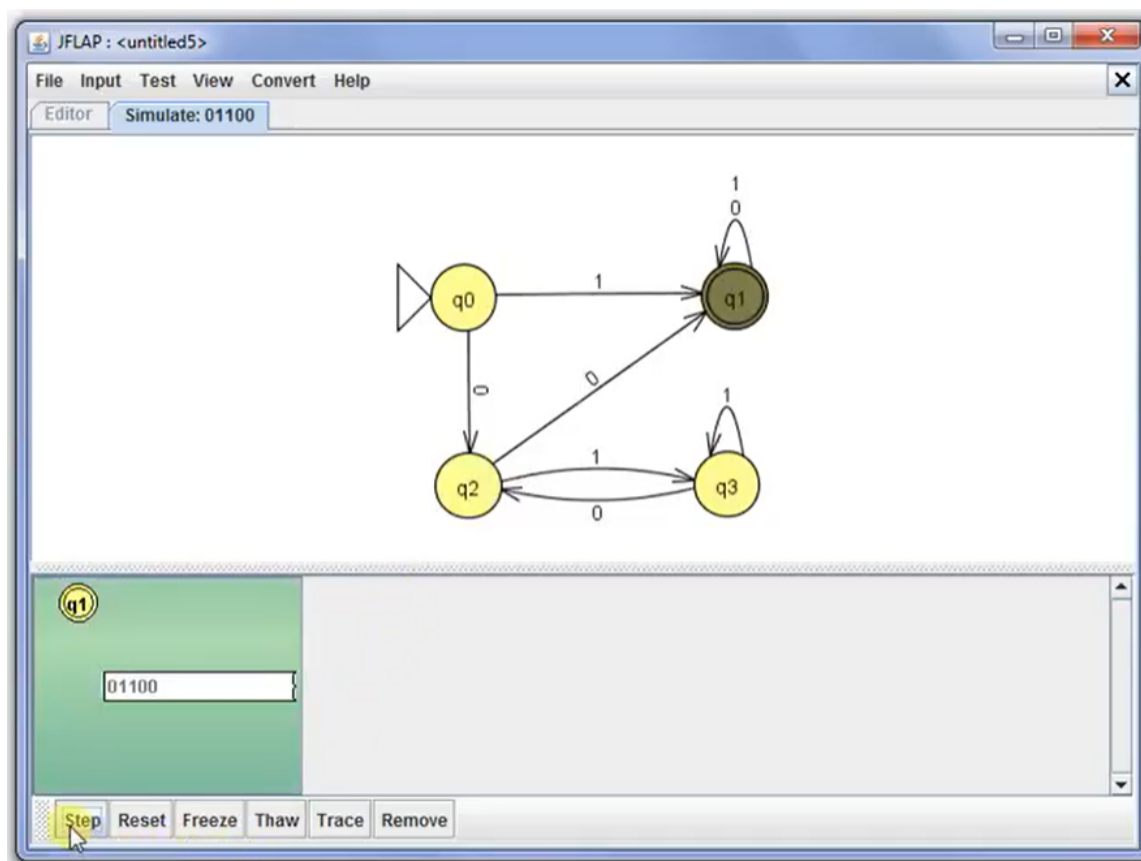 JFLAP : <untitled5>
File Input Test View Convert Help
Editor Simulate: 01100
1
0
q0 1 q1
0 0
1
1
q2 q3
0
q1
01100
Step Reset Freeze Thaw Trace Remove